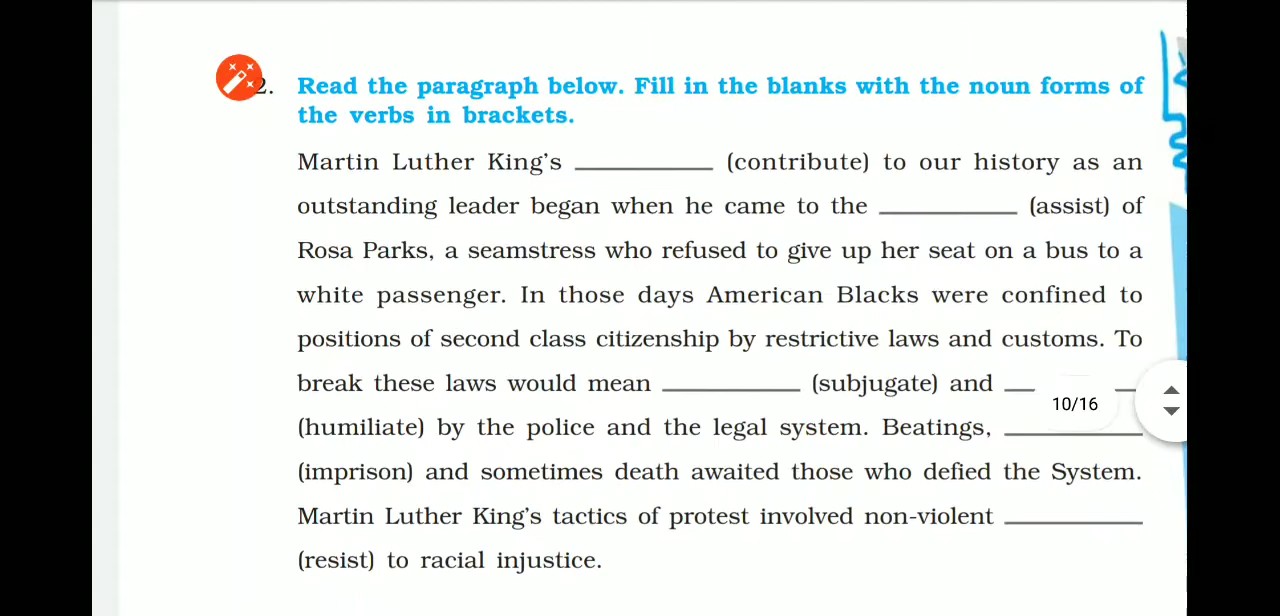 2. Read the paragraph below. Fill in the blanks with the noun forms of
the verbs in brackets.
Martin Luther King's __________ (contribute) to our history as an
outstanding leader began when he came to the __________ (assist) of
Rosa Parks, a seamstress who refused to give up her seat on a bus to a
white passenger. In those days American Blacks were confined to
positions of second class citizenship by restrictive laws and customs. To
break these laws would mean __________ (subjugate) and __________
10/16
(humiliate) by the police and the legal system. Beatings, __________
(imprison) and sometimes death awaited those who defied the System.
Martin Luther King's tactics of protest involved non-violent __________
(resist) to racial injustice.